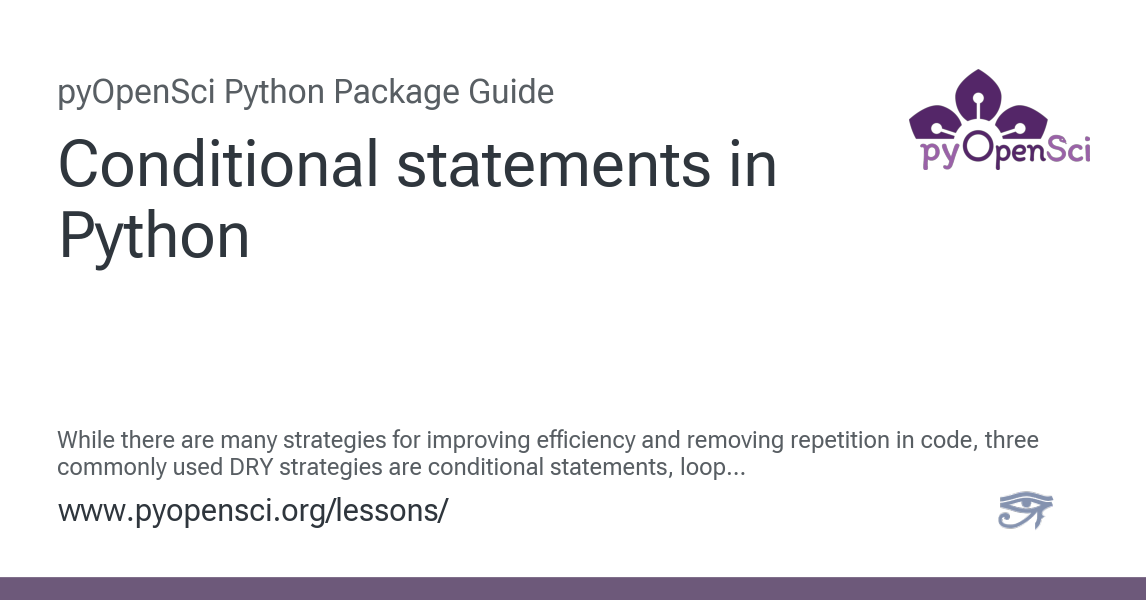 pyOpenSci Python Package Guide
Conditional statements in
Python
pyOpenSci
While there are many strategies for improving efficiency and removing repetition in code, three
commonly used DRY strategies are conditional statements, loop...
www.pyopensci.org/lessons/